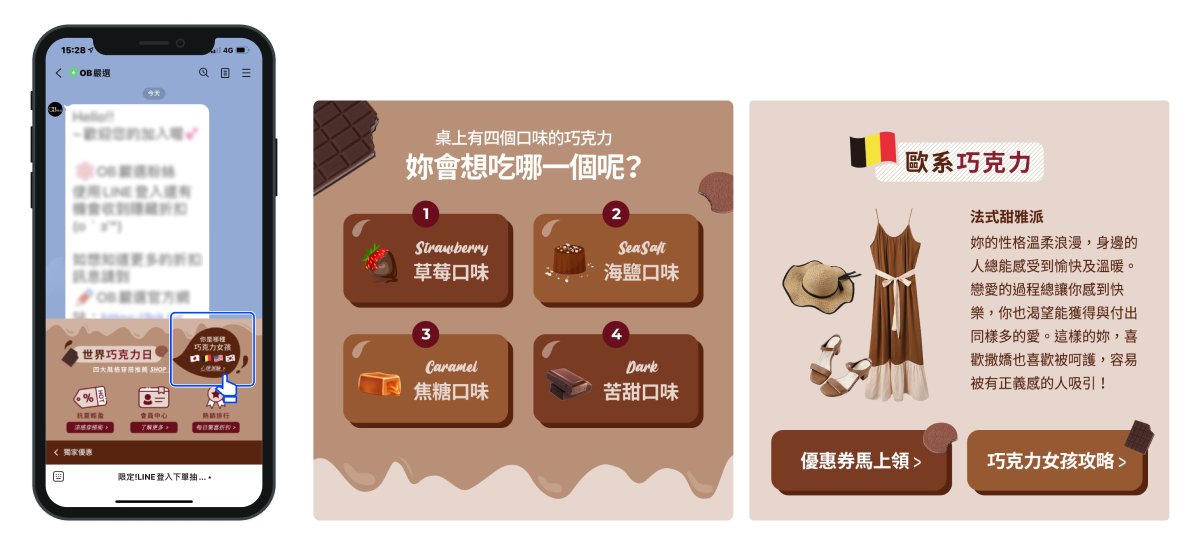 15:28
4G
OB嚴選
今天
Hello!!
~歡迎您的加入喔
OB嚴選粉絲
使用LINE登入還有
機會收到隱藏折扣
如想知道更多的折扣
訊息請到
OB嚴選官方網
世界巧克力日
四大風格穿搭推薦 SHOP
你是哪種
巧克力女孩
心理測驗 >
%
抗夏輕盈
涼感穿搭術 >
會員中心
了解更多 >
熱銷排行
每日驚喜折扣 >
獨家優惠
限定!LINE登入下單抽...
桌上有四個口味的巧克力
妳會想吃哪一個呢?
1
Strawberry
草莓口味
2
SeaSalt
海鹽口味
3
Caramel
焦糖口味
4
Dark
苦甜口味
歐系巧克力
法式甜雅派
妳的性格溫柔浪漫,身邊的
人總能感受到愉快及溫暖。
戀愛的過程總讓你感到快
樂,你也渴望能獲得與付出
同樣多的愛。這樣的妳,喜
歡撒嬌也喜歡被呵護,容易
被有正義感的人吸引!
優惠券馬上領 >
巧克力女孩攻略 >